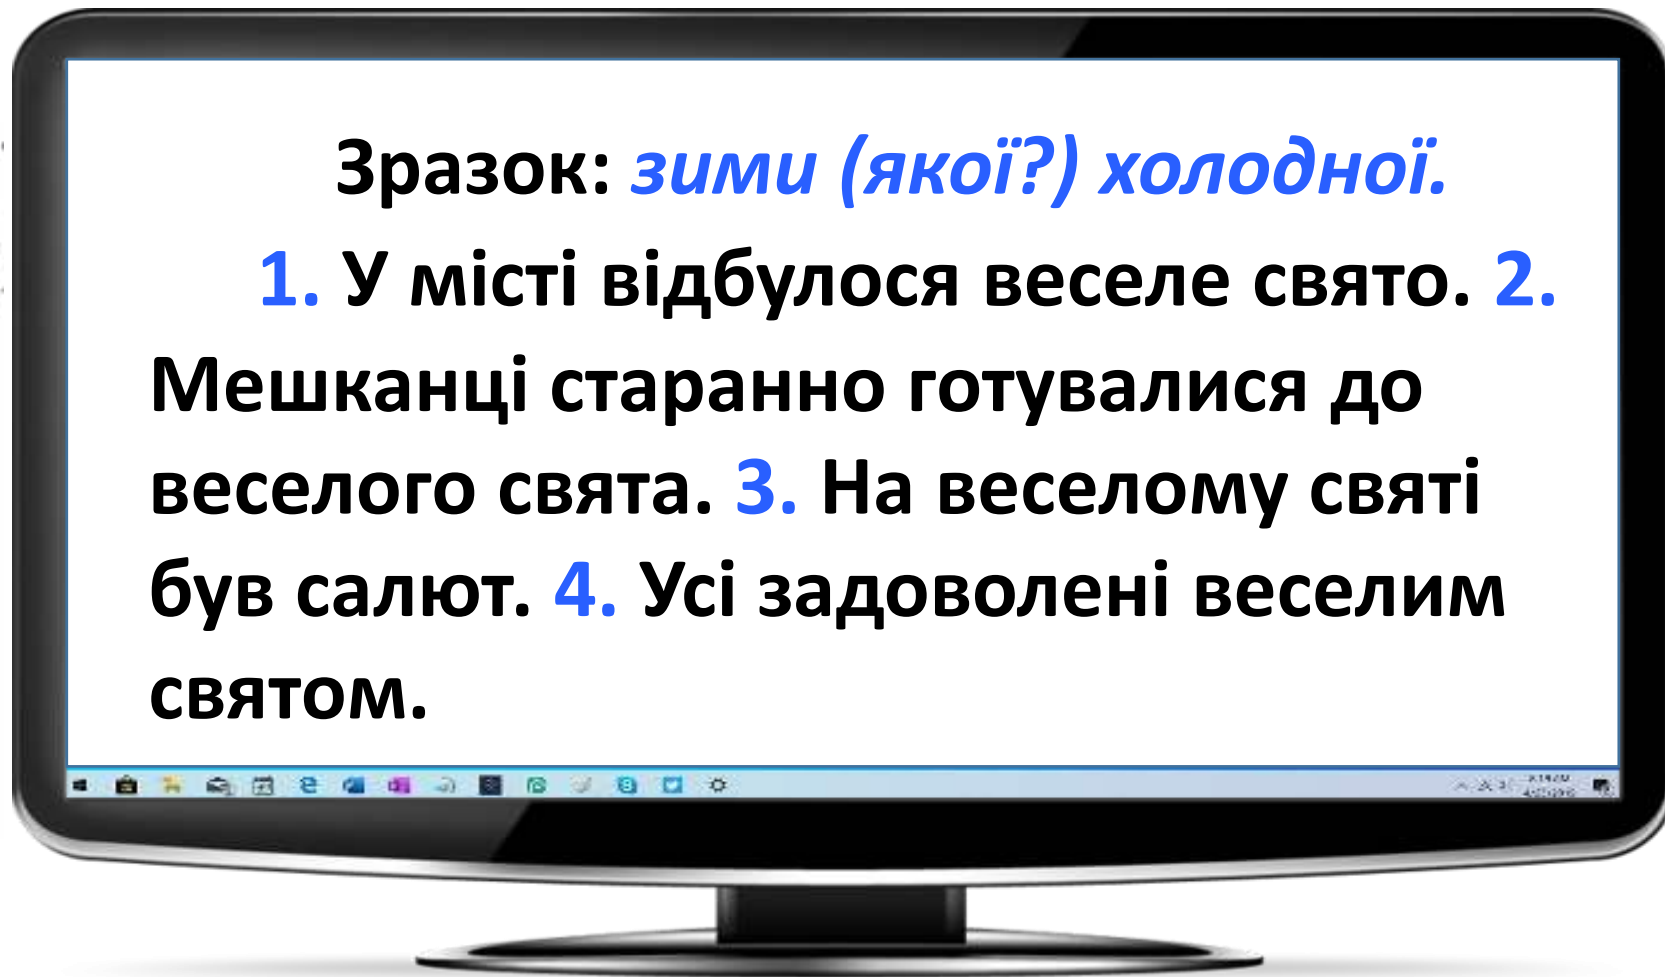 Зразок: зими (якої?) холодної.
1. У місті відбулося веселе свято. 2.
Мешканці старанно готувалися до
веселого свята. 3. На веселому святі
був салют. 4. Усі задоволені веселим
святом.